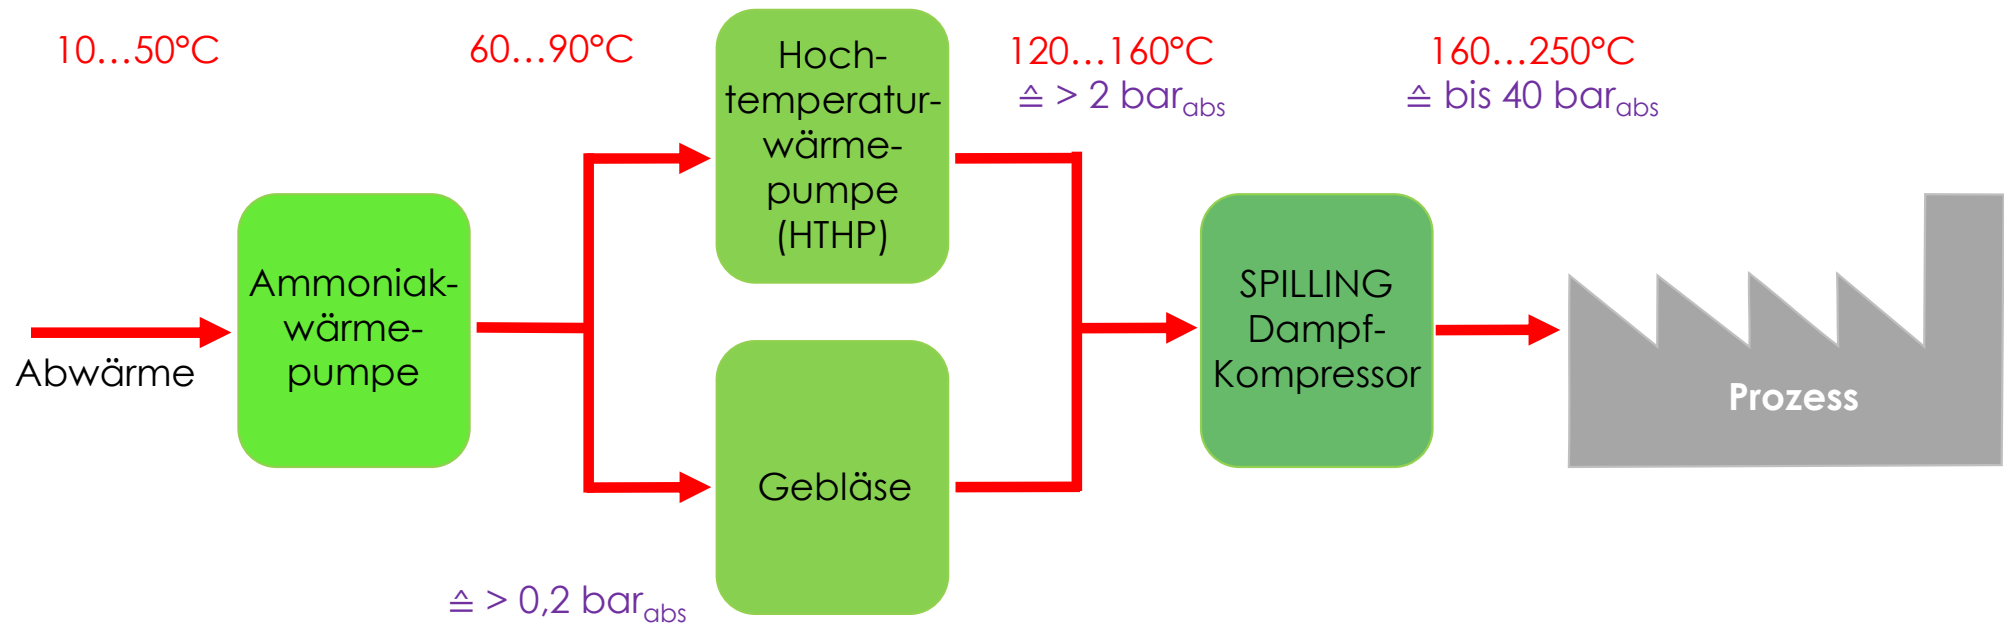 10...50°C
60...90°C
Hoch-
temperatur-
wärme-
pumpe
(HTHP)
120...160°C
≙ > 2 barabs
160...250°C
≙ bis 40 barabs
Abwärme
Ammoniak-
wärme-
pumpe
Gebläse
≙ > 0,2 barabs
SPILLING
Dampf-
Kompressor
Prozess